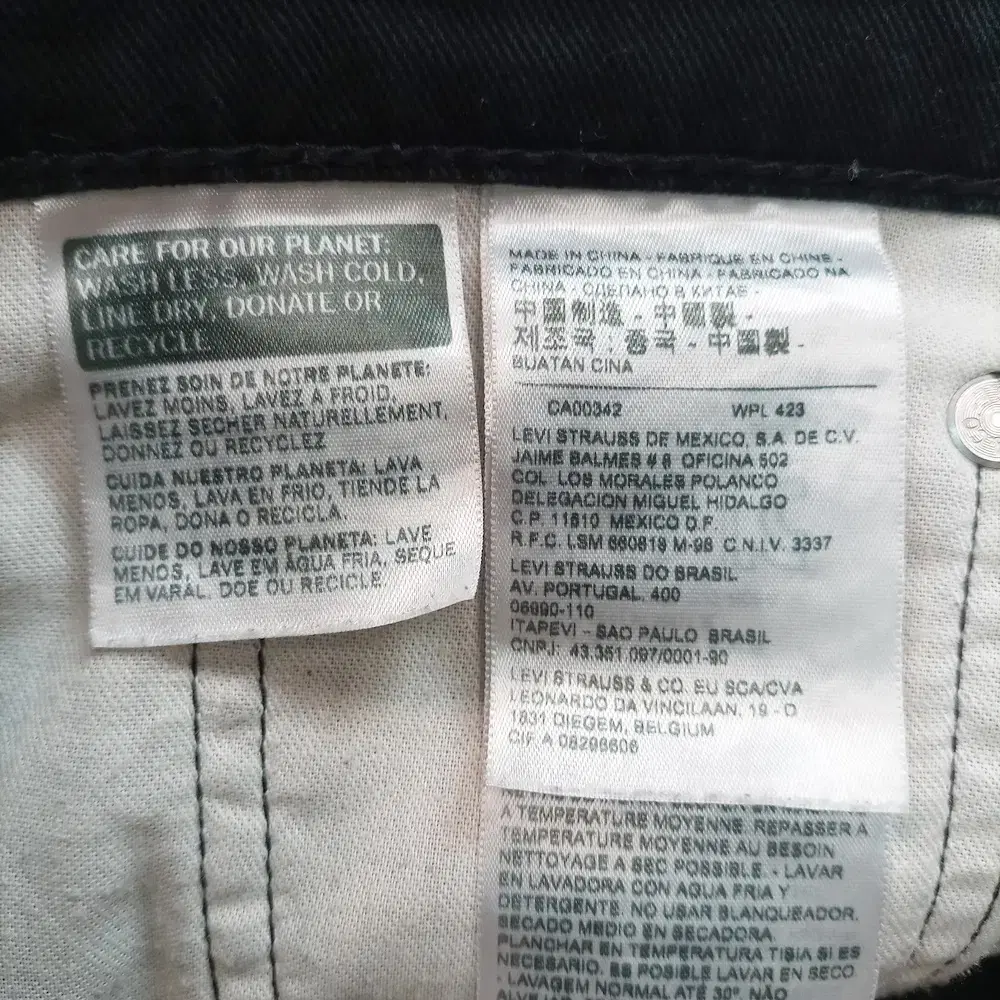 CARE FOR OUR PLANET:
WASH LESS, WASH COLD,
LINE DRY, DONATE OR
RECYCLE
PRENEZ SOIN DE NOTRE PLANETE:
LAVEZ MOINS, LAVEZ A FROID,
LAISSEZ SECHER NATURELLEMENT,
DONNEZ OU RECYCLEZ
CUIDA NUESTRO PLANETA: LAVA
MENOS, LAVA EN FRIO, TIENDE LA
ROPA, DONA O RECICLA.
CUIDE DO NOSSO PLANETA: LAVE
MENOS, LAVE EM ÁGUA FRIA, SEQUE
EM VARAL, DOE OU RECICLE
MADE IN CHINA - FABRIQUE EN CHINE -
FABRICADO EN CHINA - FABRICADO NA
CHINA - СДЕЛАНО В КИТАЕ -
中国制造 - 中國製 -
제조국 : 중국 - 中国製 -
BUATAN CINA
CA00342 WPL 423
LEVI STRAUSS DE MEXICO, S.A. DE C.V.
JAIME BALMES # 8 OFICINA 502
COL. LOS MORALES POLANCO
DELEGACION MIGUEL HIDALGO
C.P. 11510 MEXICO D.F.
R.F.C. LSM 660818 M-98 C.N.I.V. 3337
LEVI STRAUSS DO BRASIL
AV. PORTUGAL, 400
06690-110
ITAPEVI - SAO PAULO BRASIL
CNPJ: 43.351.097/0001-90
LEVI STRAUSS & CO. EU SCA/CVA
LEONARDO DA VINCILAAN, 19 - D
1831 DIEGEM, BELGIUM
CIF A 08296606
A TEMPERATURE MOYENNE. REPASSER A
TEMPERATURE MOYENNE AU BESOIN
NETTOYAGE A SEC POSSIBLE. - LAVAR
EN LAVADORA CON AGUA FRIA Y
DETERGENTE. NO USAR BLANQUEADOR.
SECADO MEDIO EN SECADORA.
PLANCHAR EN TEMPERATURA TIBIA SI ES
NECESARIO. ES POSIBLE LAVAR EN SECO
- LAVAGEM NORMAL ATÉ 30°. NÃO